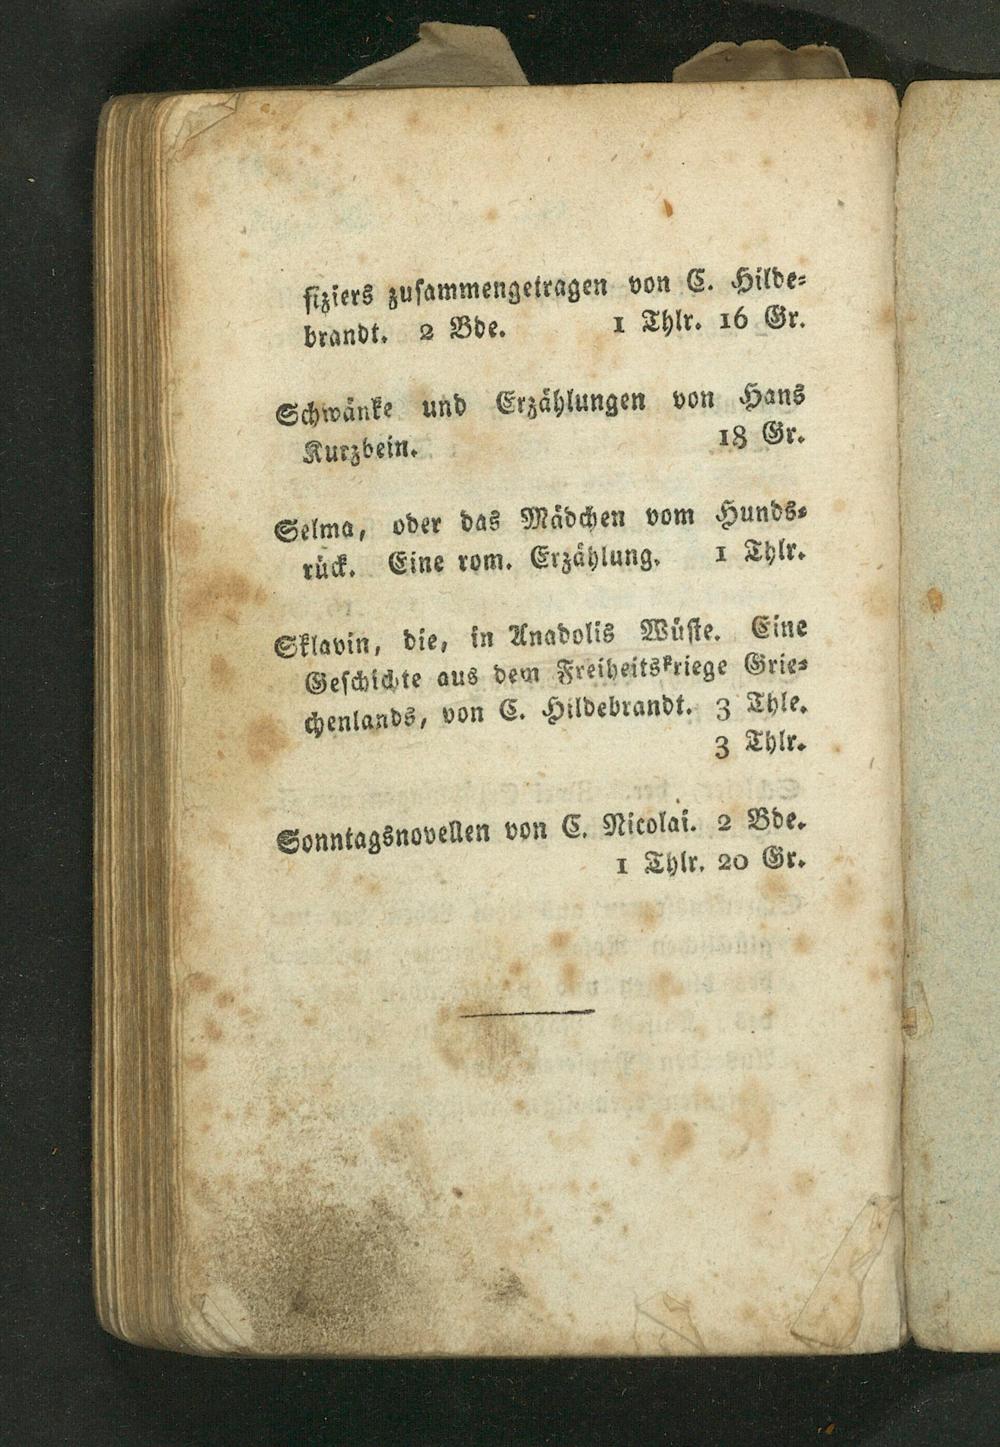 fiziers zusammengetragen von C. Hilde-
brandt. 2 Bde. 1 Thlr. 16 Gr.
Schwänke und Erzählungen von Hans
Kurzbein. 18 Gr.
Selma, oder das Mädchen vom Hunds-
rück. Eine rom. Erzählung. 1 Thlr.
Sklavin, die, in Anadolis Wüste. Eine
Geschichte aus dem Freiheitskriege Grie-
chenlands, von C. Hildebrandt. 3 Thle.
3 Thlr.
Sonntagsnovellen von C. Nicolai. 2 Bde.
1 Thlr. 20 Gr.